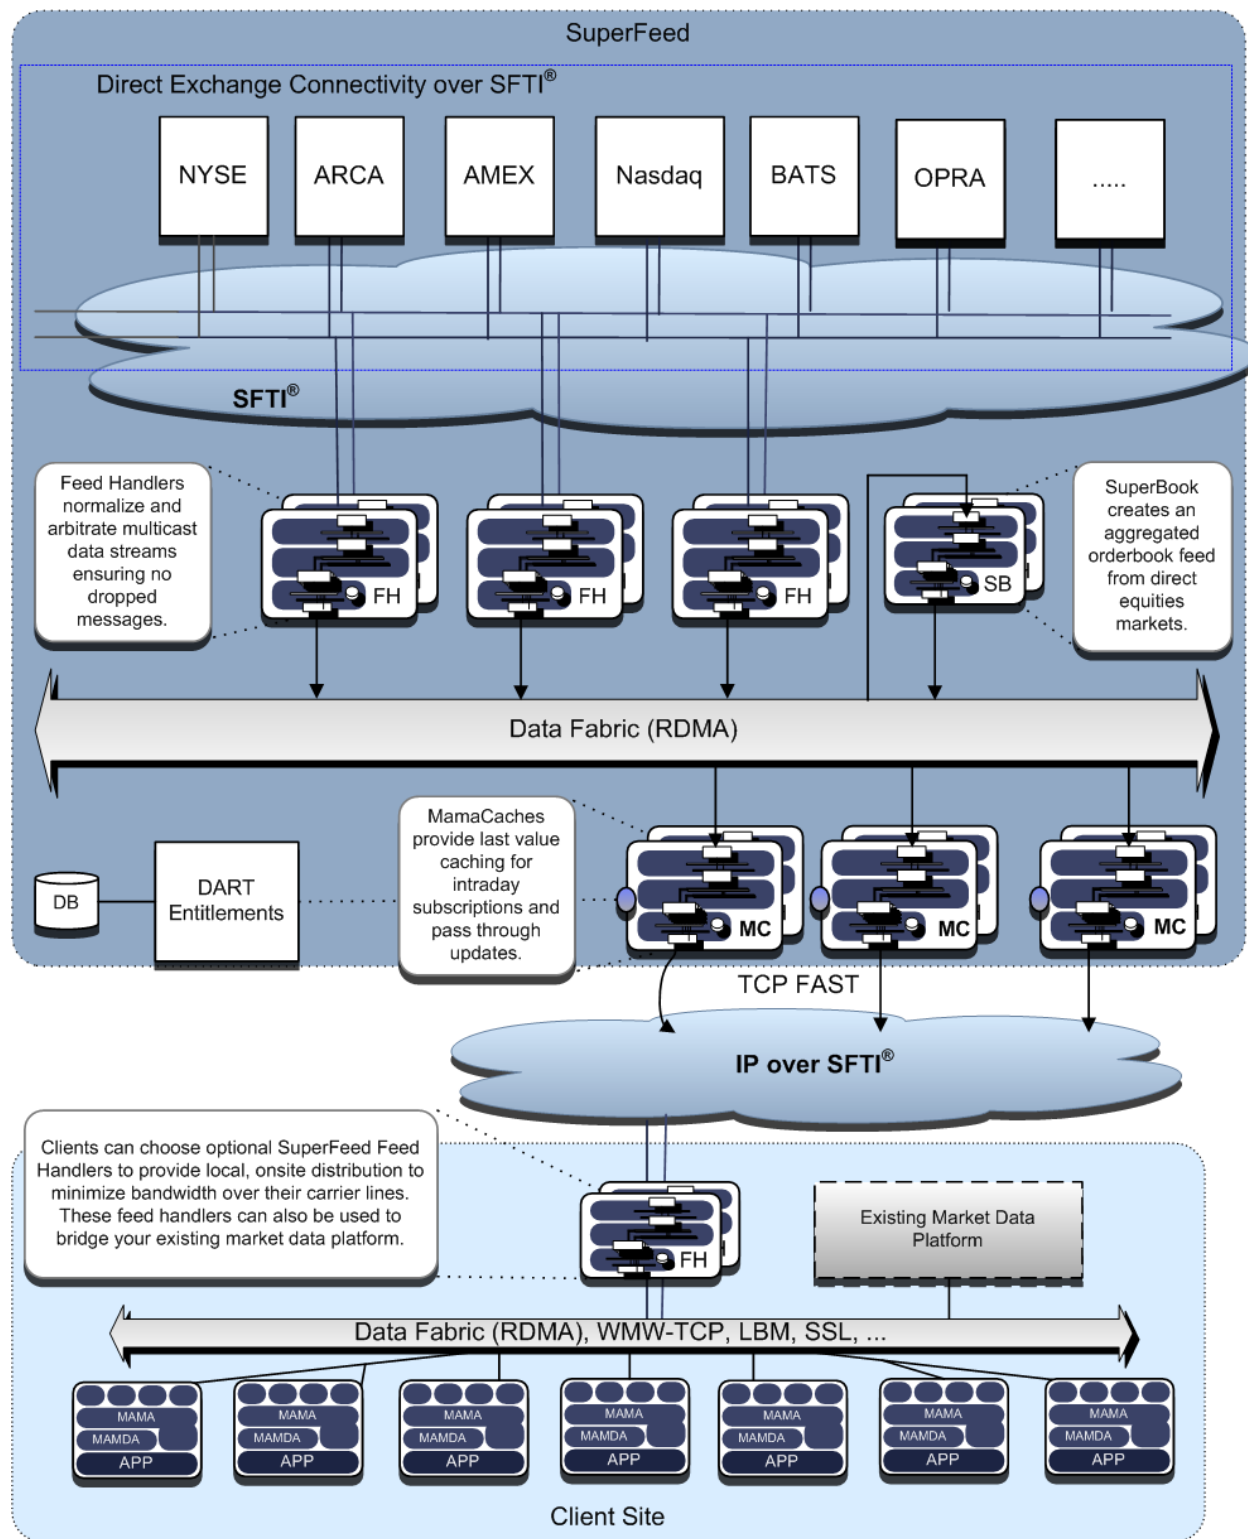 SuperFeed
Direct Exchange Connectivity over SFTI®
NYSE
ARCA
AMEX
Nasdaq
BATS
OPRA
.....
SFTI®
Feed Handlers
normalize and
arbitrate multicast
data streams
ensuring no
dropped
messages.
FH
FH
FH
SB
SuperBook
creates an
aggregated
orderbook feed
from direct
equities
markets.
Data Fabric (RDMA)
DB
DART
Entitlements
MamaCaches
provide last value
caching for
intraday
subscriptions and
pass through
updates.
MC
MC
MC
TCP FAST
IP over SFTI®
Clients can choose optional SuperFeed Feed
Handlers to provide local, onsite distribution to
minimize bandwidth over their carrier lines.
These feed handlers can also be used to
bridge your existing market data platform.
FH
Existing Market Data
Platform
Data Fabric (RDMA), WMW-TCP, LBM, SSL, ...
MAMA
MAMDA
APP
MAMA
MAMDA
APP
MAMA
MAMDA
APP
MAMA
MAMDA
APP
MAMA
MAMDA
APP
MAMA
MAMDA
APP
MAMA
MAMDA
APP
Client Site